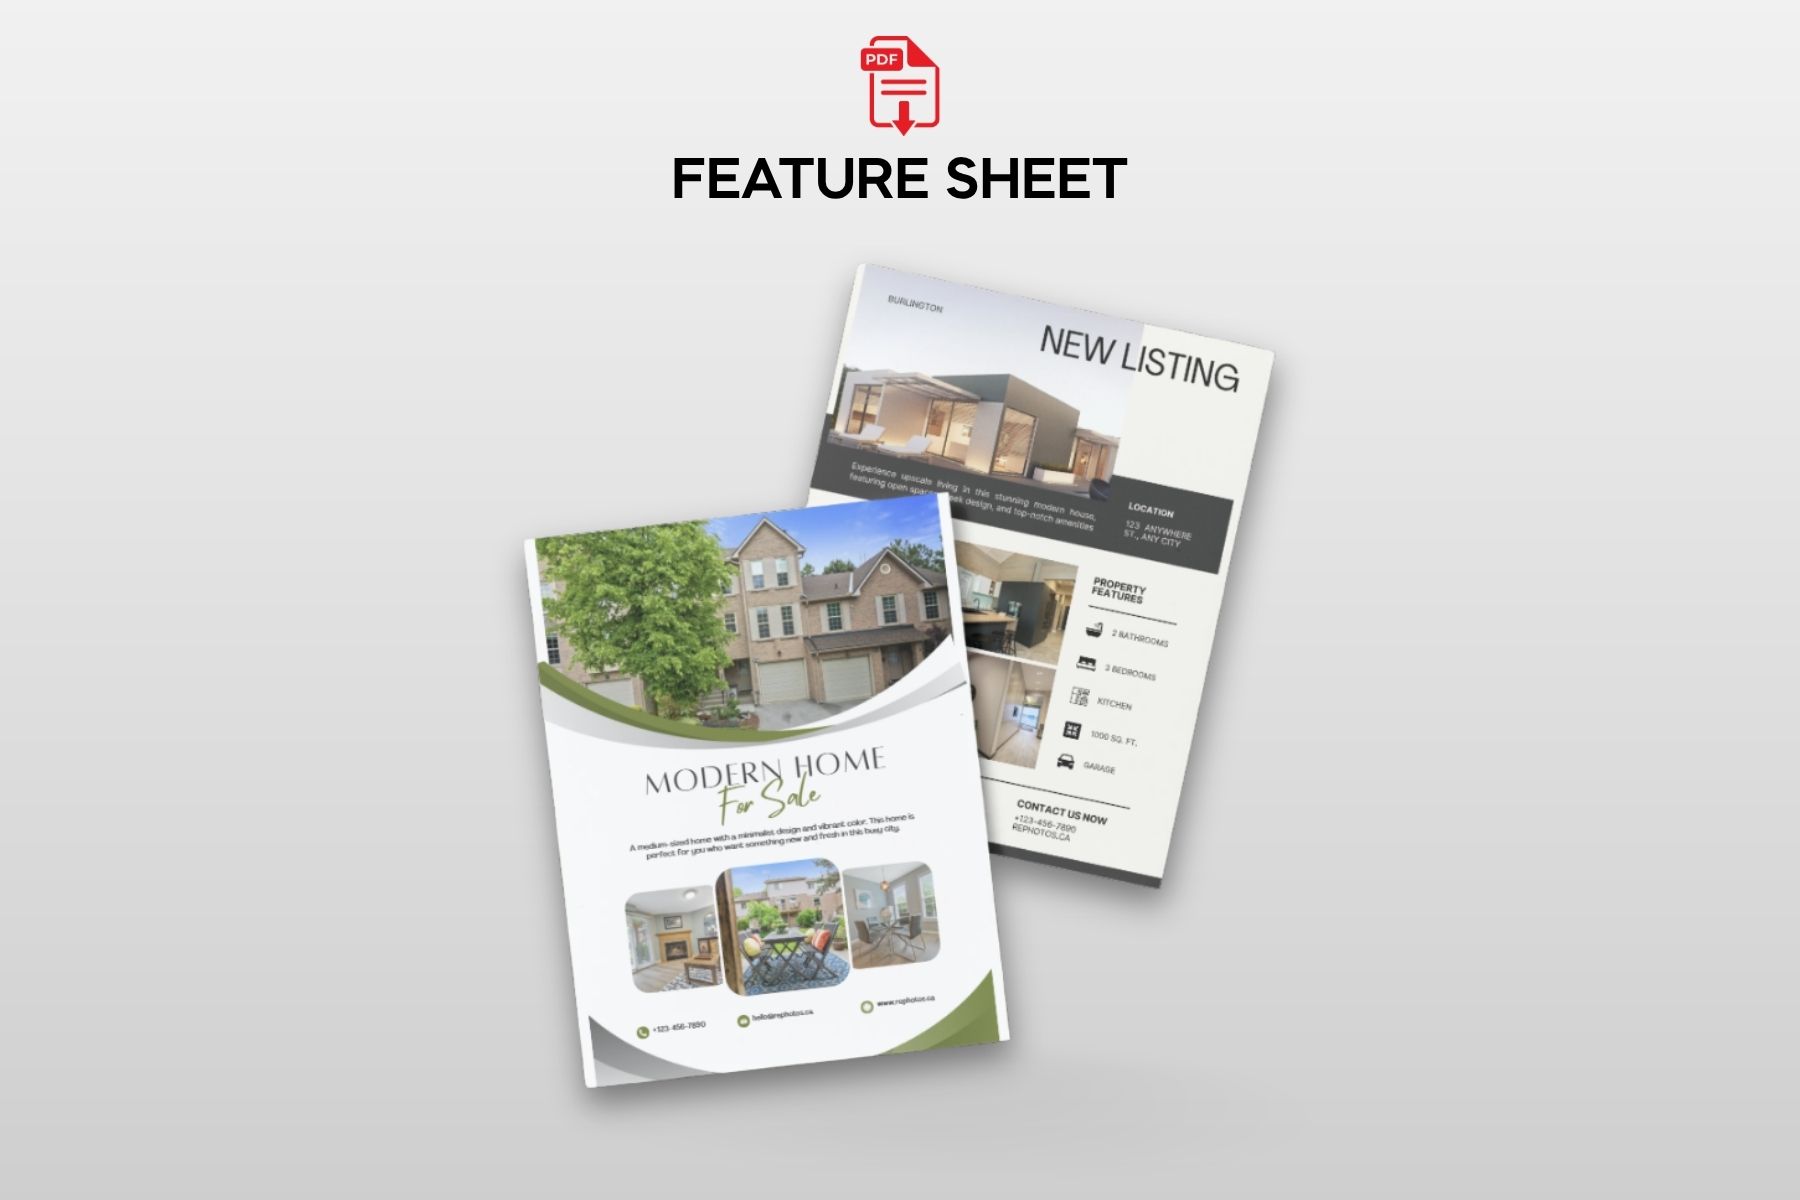 PDF
FEATURE SHEET
BURLINGTON
NEW LISTING
Experience upscale living in this stunning modern house,
featuring open spac eek design, and top-notch amenities
LOCATION
123 ANYWHERE
ST., ANY CITY
PROPERTY
FEATURES
2 BATHROOMS
3 BEDROOMS
KITCHEN
1000 SQ. FT.
GARAGE
CONTACT US NOW
+123-456-7890
REPHOTOS.CA
MODERN HOME
For Sale
A medium-sized home with a minimalis design and vibrant color. This home is
perfect for you who want something new and fresh in this busy city.
+123-456-7890
hello@rephotos.ca
www.rephotos.ca